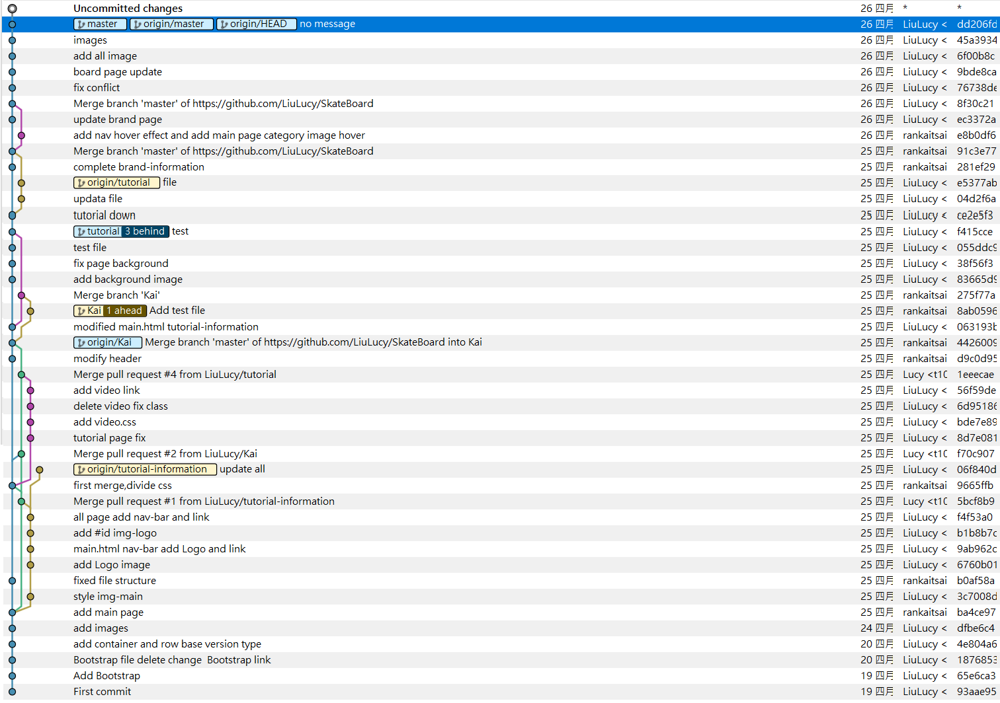 Uncommitted changes 26 四月 * *
master origin/master origin/HEAD no message 26 四月 LiuLucy < dd206fd
images 26 四月 LiuLucy < 45a3934
add all image 26 四月 LiuLucy < 6f00b8c
board page update 26 四月 LiuLucy < 9bde8ca
fix conflict 26 四月 LiuLucy < 76738de
Merge branch 'master' of https://github.com/LiuLucy/SkateBoard 26 四月 LiuLucy < 8f30c21
update brand page 26 四月 LiuLucy < ec3372a
add nav hover effect and add main page category image hover 26 四月 rankaitsai e8b0df6
Merge branch 'master' of https://github.com/LiuLucy/SkateBoard 25 四月 rankaitsai 91c3e77
complete brand-information 25 四月 rankaitsai 281ef29
origin/tutorial file 25 四月 LiuLucy < e5377ab
updata file 25 四月 LiuLucy < 04d2f6a
tutorial down 25 四月 LiuLucy < ce2e5f3
tutorial 3 behind test 25 四月 LiuLucy < f415cce
test file 25 四月 LiuLucy < 055ddc9
fix page background 25 四月 LiuLucy < 38f56f3
add background image 25 四月 LiuLucy < 83665d9
Merge branch 'Kai' 25 四月 rankaitsai 275f77a
Kai 1 ahead Add test file 25 四月 rankaitsai 8ab0596
modified main.html tutorial-information 25 四月 rankaitsai 063193b
origin/Kai Merge branch 'master' of https://github.com/LiuLucy/SkateBoard into Kai 25 四月 rankaitsai 4426009
modify header 25 四月 rankaitsai d9c0d95
Merge pull request #4 from LiuLucy/tutorial 25 四月 Lucy <t10 1eeecae
add video link 25 四月 LiuLucy < 56f59de
delete video fix class 25 四月 LiuLucy < 6d95186
add video.css 25 四月 LiuLucy < bde7e89
tutorial page fix 25 四月 LiuLucy < 8d7e081
Merge pull request #2 from LiuLucy/Kai 25 四月 Lucy <t10 f70c907
origin/tutorial-information update all 25 四月 LiuLucy < 06f840d
first merge,divide css 25 四月 rankaitsai 9665ffb
Merge pull request #1 from LiuLucy/tutorial-information 25 四月 Lucy <t10 5bcf8b9
all page add nav-bar and link 25 四月 LiuLucy < f4f53a0
add #id img-logo 25 四月 LiuLucy < b1b8b7c
main.html nav-bar add Logo and link 25 四月 LiuLucy < 9ab962c
add Logo image 25 四月 LiuLucy < 6760b01
fixed file structure 25 四月 rankaitsai b0af58a
style img-main 25 四月 LiuLucy < 3c7008d
add main page 25 四月 rankaitsai ba4ce97
add images 24 四月 LiuLucy < dfbe6c4
add container and row base version type 20 四月 LiuLucy < 4e804a6
Bootstrap file delete change Bootstrap link 20 四月 LiuLucy < 1876853
Add Bootstrap 19 四月 LiuLucy < 65e6ca3
First commit 19 四月 LiuLucy < 93aae95